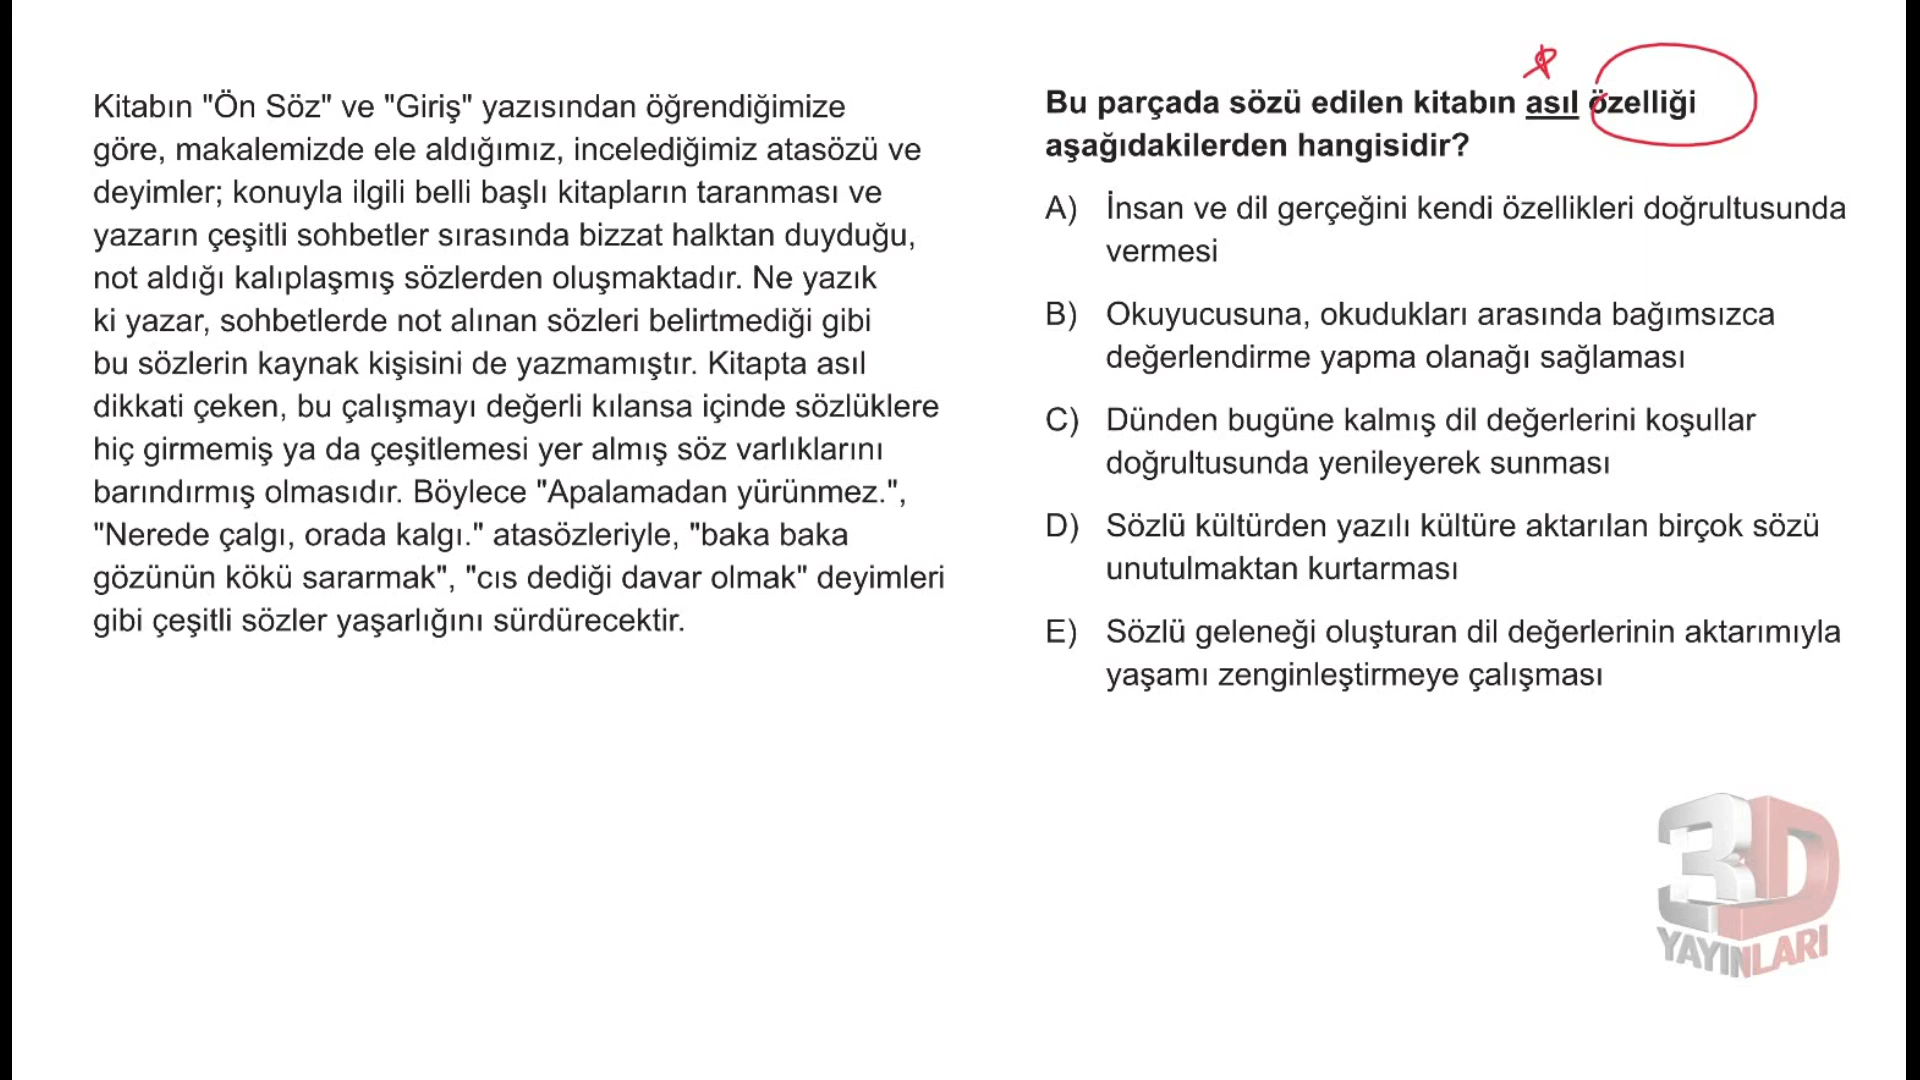 Kitabın "Ön Söz" ve "Giriş" yazısından öğrendiğimize
göre, makalemizde ele aldığımız, incelediğimiz atasözü ve
deyimler; konuyla ilgili belli başlı kitapların taranması ve
yazarın çeşitli sohbetler sırasında bizzat halktan duyduğu,
not aldığı kalıplaşmış sözlerden oluşmaktadır. Ne yazık
ki yazar, sohbetlerde not alınan sözleri belirtmediği gibi
bu sözlerin kaynak kişisini de yazmamıştır. Kitapta asıl
dikkati çeken, bu çalışmayı değerli kılansa içinde sözlüklere
hiç girmemiş ya da çeşitlemesi yer almış söz varlıklarını
barındırmış olmasıdır. Böylece "Apalamadan yürünmez.",
"Nerede çalgı, orada kalgı." atasözleriyle, "baka baka
gözünün kökü sararmak", "cıs dediği davar olmak" deyimleri
gibi çeşitli sözler yaşarlığını sürdürecektir.
Bu parçada sözü edilen kitabın asıl özelliği
aşağıdakilerden hangisidir?
A) İnsan ve dil gerçeğini kendi özellikleri doğrultusunda
vermesi
B) Okuyucusuna, okudukları arasında bağımsızca
değerlendirme yapma olanağı sağlaması
C) Dünden bugüne kalmış dil değerlerini koşullar
doğrultusunda yenileyerek sunması
D) Sözlü kültürden yazılı kültüre aktarılan birçok sözü
unutulmaktan kurtarması
E) Sözlü geleneği oluşturan dil değerlerinin aktarımıyla
yaşamı zenginleştirmeye çalışması
3D
YAYINLARI